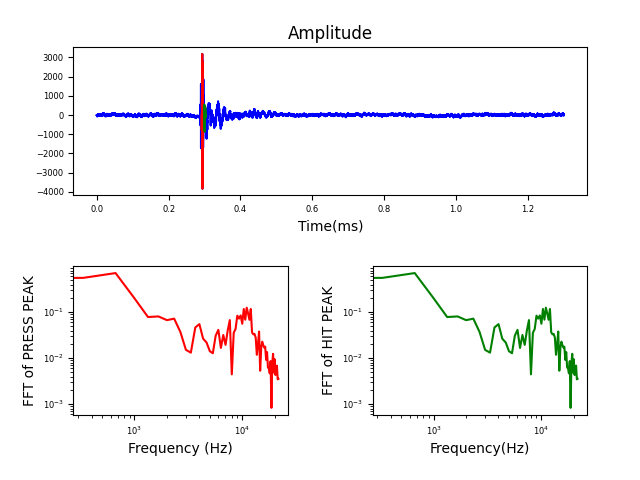 Amplitude
3000
2000
1000
0
−1000
−2000
−3000
−4000
0.0 0.2 0.4 0.6 0.8 1.0 1.2
Time(ms)
FFT of PRESS PEAK
10⁻¹
10⁻²
10⁻³
10³ 10⁴
Frequency (Hz)
FFT of HIT PEAK
10⁻¹
10⁻²
10⁻³
10³ 10⁴
Frequency(Hz)